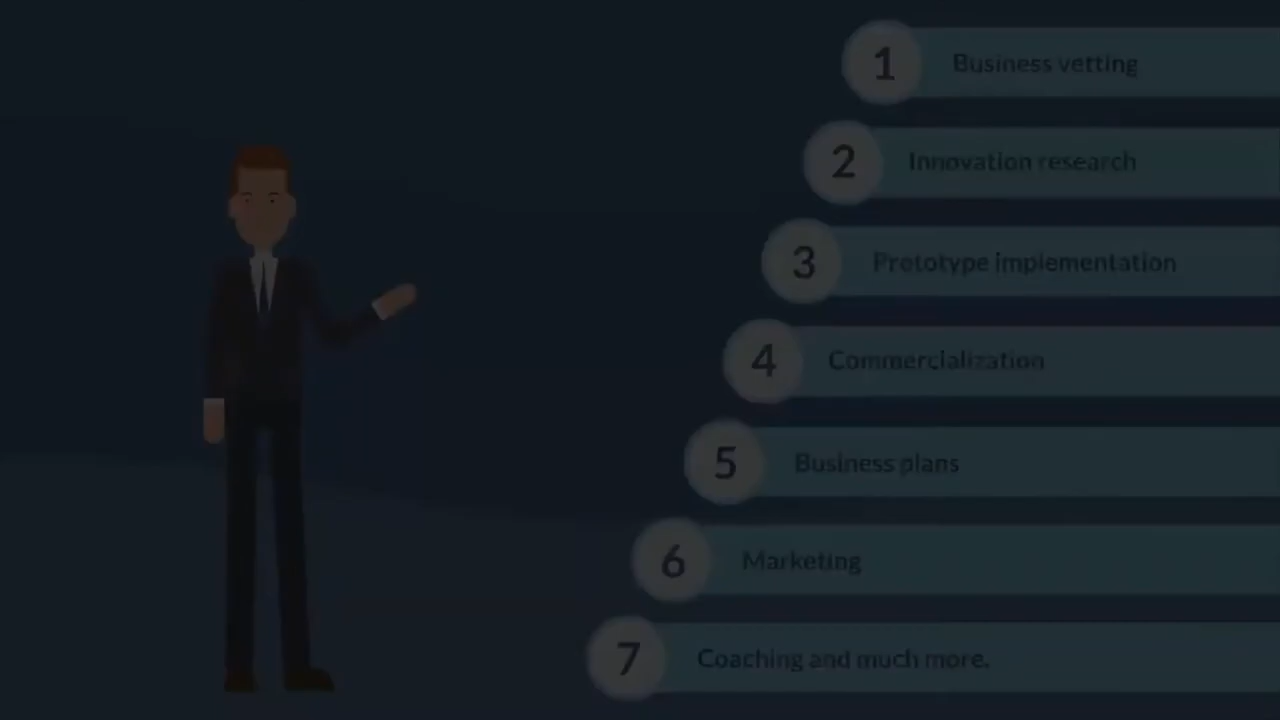 1 Business vetting
2 Innovation research
3 Prototype implementation
4 Commercialization
5 Business plans
6 Marketing
7 Coaching and much more.